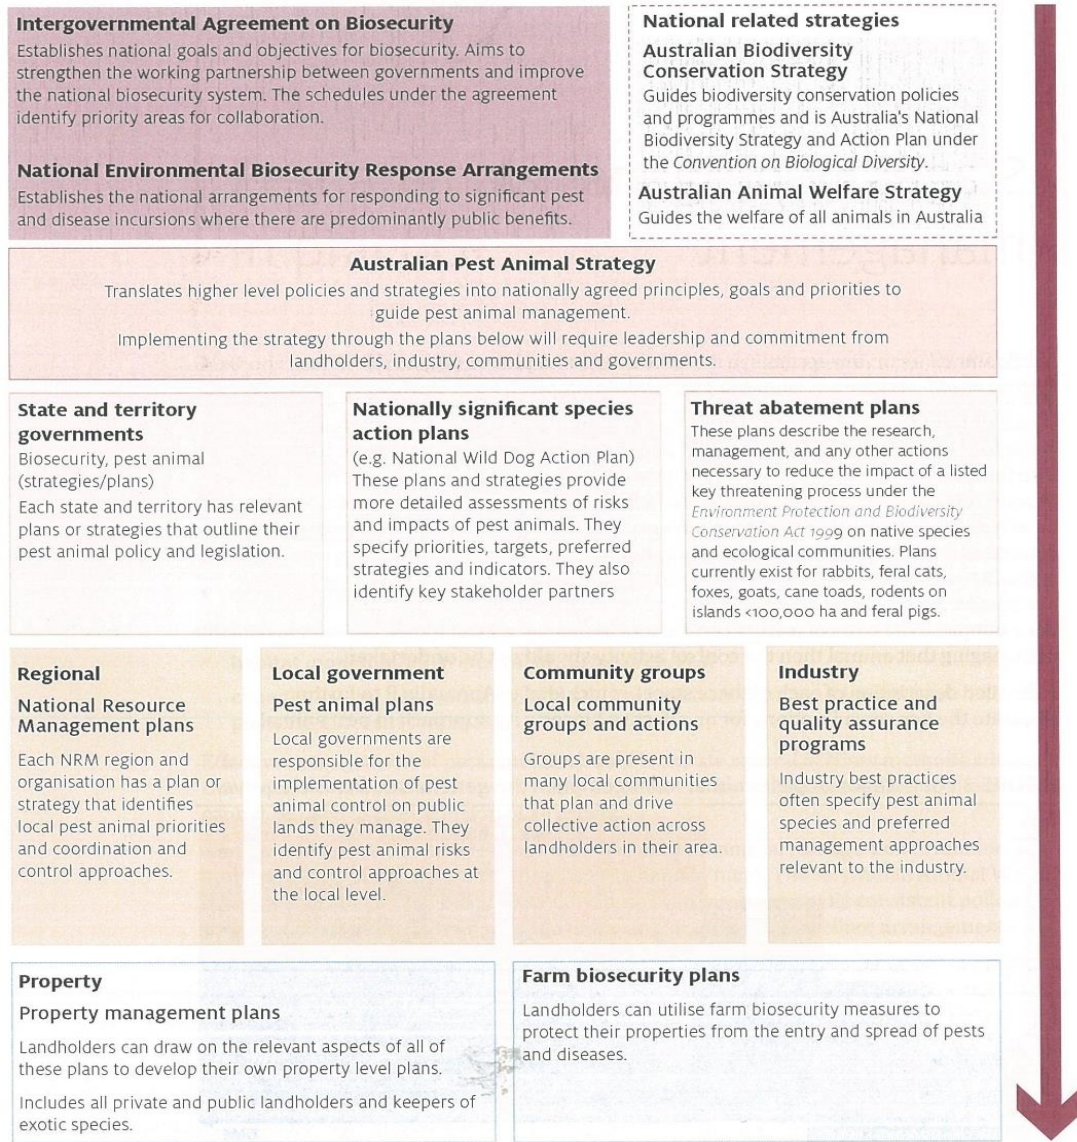 Intergovernmental Agreement on Biosecurity
Establishes national goals and objectives for biosecurity. Aims to
strengthen the working partnership between governments and improve
the national biosecurity system. The schedules under the agreement
identify priority areas for collaboration.
National Environmental Biosecurity Response Arrangements
Establishes the national arrangements for responding to significant pest
and disease incursions where there are predominantly public benefits.
National related strategies
Australian Biodiversity
Conservation Strategy
Guides biodiversity conservation policies
and programmes and is Australia's National
Biodiversity Strategy and Action Plan under
the Convention on Biological Diversity.
Australian Animal Welfare Strategy
Guides the welfare of all animals in Australia
Australian Pest Animal Strategy
Translates higher level policies and strategies into nationally agreed principles, goals and priorities to
guide pest animal management.
Implementing the strategy through the plans below will require leadership and commitment from
landholders, industry, communities and governments.
State and territory
governments
Biosecurity, pest animal
(strategies/plans)
Each state and territory has relevant
plans or strategies that outline their
pest animal policy and legislation.
Nationally significant species
action plans
(e.g. National Wild Dog Action Plan)
These plans and strategies provide
more detailed assessments of risks
and impacts of pest animals. They
specify priorities, targets, preferred
strategies and indicators. They also
identify key stakeholder partners
Threat abatement plans
These plans describe the research,
management, and any other actions
necessary to reduce the impact of a listed
key threatening process under the
Environment Protection and Biodiversity
Conservation Act 1999 on native species
and ecological communities. Plans
currently exist for rabbits, feral cats,
foxes, goats, cane toads, rodents on
islands <100,000 ha and feral pigs.
Regional
National Resource
Management plans
Each NRM region and
organisation has a plan or
strategy that identifies
local pest animal priorities
and coordination and
control approaches.
Local government
Pest animal plans
Local governments are
responsible for the
implementation of pest
animal control on public
lands they manage. They
identify pest animal risks
and control approaches at
the local level.
Community groups
Local community
groups and actions
Groups are present in
many local communities
that plan and drive
collective action across
landholders in their area.
Industry
Best practice and
quality assurance
programs
Industry best practices
often specify pest animal
species and preferred
management approaches
relevant to the industry.
Property
Property management plans
Landholders can draw on the relevant aspects of all of
these plans to develop their own property level plans.
Includes all private and public landholders and keepers of
exotic species.
Farm biosecurity plans
Landholders can utilise farm biosecurity measures to
protect their properties from the entry and spread of pests
and diseases.